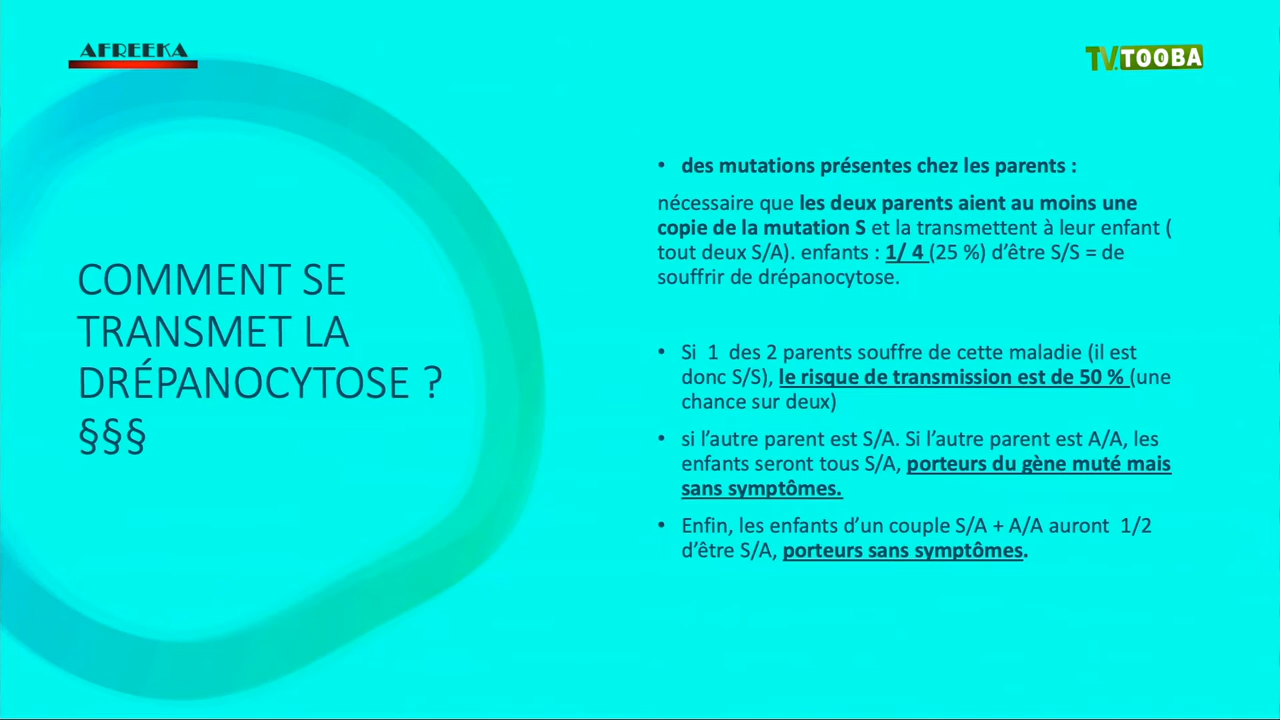 AFREEKA
TV.TOOBA
COMMENT SE
TRANSMET LA
DRÉPANOCYTOSE ?
§§§
• des mutations présentes chez les parents :
nécessaire que les deux parents aient au moins une
copie de la mutation S et la transmettent à leur enfant (
tout deux S/A). enfants : 1/ 4 (25 %) d’être S/S = de
souffrir de drépanocytose.
• Si 1 des 2 parents souffre de cette maladie (il est
donc S/S), le risque de transmission est de 50 % (une
chance sur deux)
• si l’autre parent est S/A. Si l’autre parent est A/A, les
enfants seront tous S/A, porteurs du gène muté mais
sans symptômes.
• Enfin, les enfants d’un couple S/A + A/A auront 1/2
d’être S/A, porteurs sans symptômes.